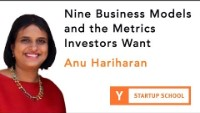 Nine Business Models
and the Metrics
Investors Want
Anu Hariharan
Y STARTUP SCHOOL